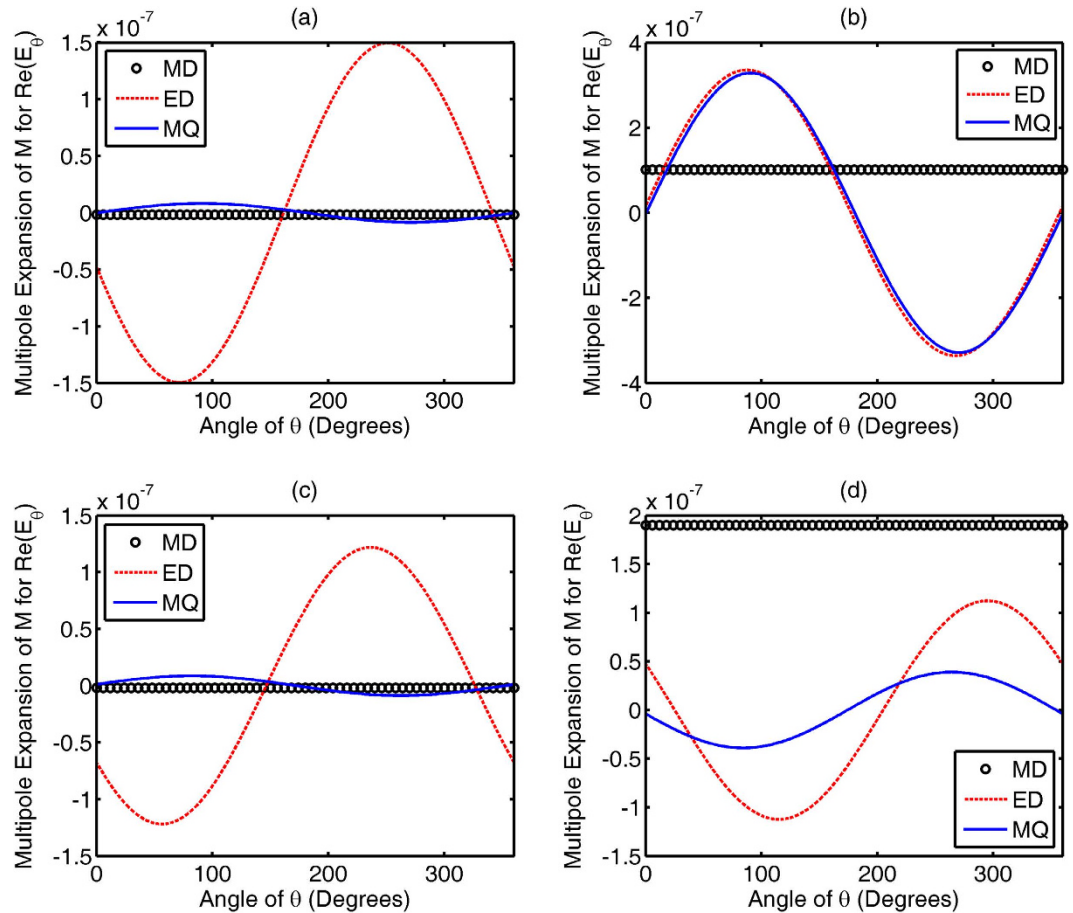 (a)
x 10⁻⁷
Multipole Expansion of M for Re(E_θ)
1.5
1
0.5
0
-0.5
-1
-1.5
MD
ED
MQ
0
100
200
300
Angle of θ (Degrees)
(b)
x 10⁻⁷
Multipole Expansion of M for Re(E_θ)
4
2
0
-2
-4
MD
ED
MQ
0
100
200
300
Angle of θ (Degrees)
(c)
x 10⁻⁷
Multipole Expansion of M for Re(E_θ)
1.5
1
0.5
0
-0.5
-1
-1.5
MD
ED
MQ
0
100
200
300
Angle of θ (Degrees)
(d)
x 10⁻⁷
Multipole Expansion of M for Re(E_θ)
2
1.5
1
0.5
0
-0.5
-1
-1.5
MD
ED
MQ
0
100
200
300
Angle of θ (Degrees)